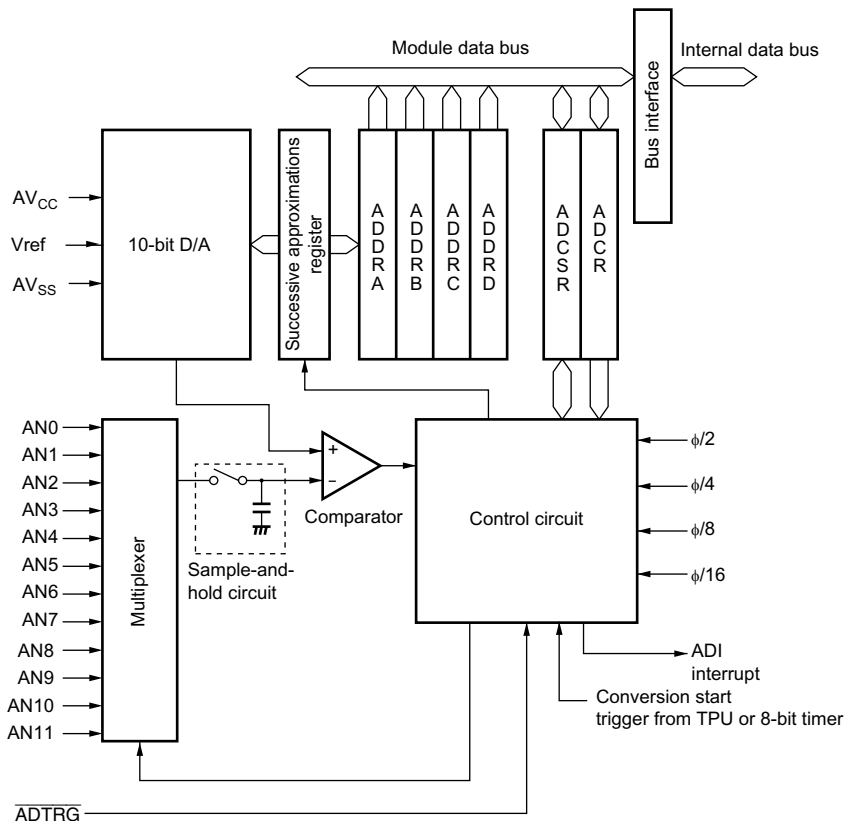 Module data bus
Internal data bus
Bus interface
AVCC
Vref
AVSS
10-bit D/A
Successive approximations
register
ADDRA
ADDRB
ADDRC
ADDRD
ADCSR
ADCR
AN0
AN1
AN2
AN3
AN4
AN5
AN6
AN7
AN8
AN9
AN10
AN11
Multiplexer
+
−
Comparator
Sample-and-
hold circuit
Control circuit
ϕ/2
ϕ/4
ϕ/8
ϕ/16
ADI
interrupt
Conversion start
trigger from TPU or 8-bit timer
ADTRG